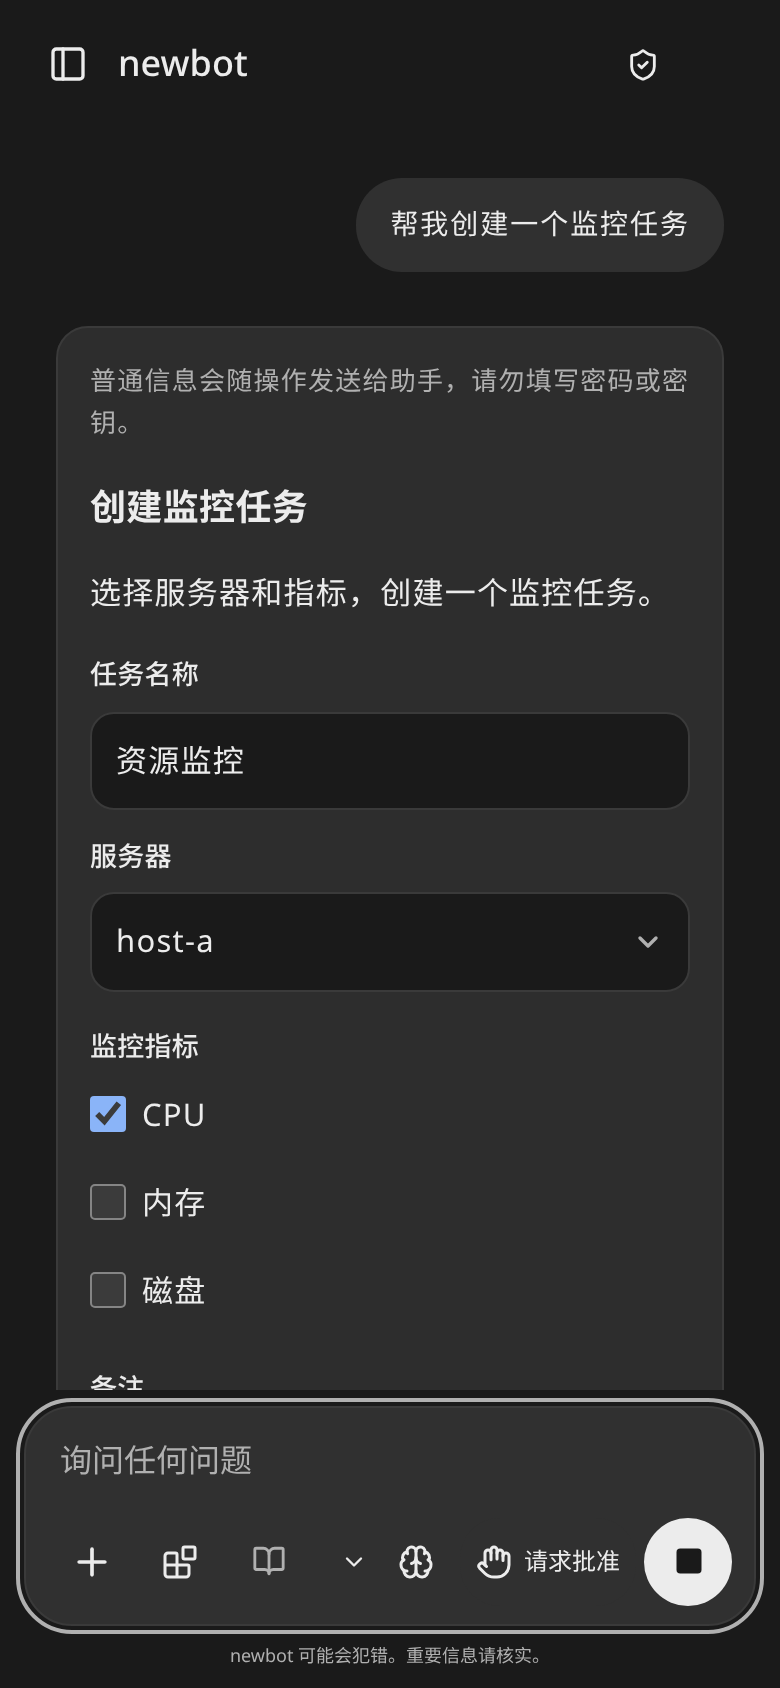 newbot
帮我创建一个监控任务
普通信息会随操作发送给助手，请勿填写密码或密
钥。
创建监控任务
选择服务器和指标，创建一个监控任务。
任务名称
资源监控
服务器
host-a
监控指标
CPU
内存
磁盘
备注
询问任何问题
请求批准
newbot 可能会犯错。重要信息请核实。